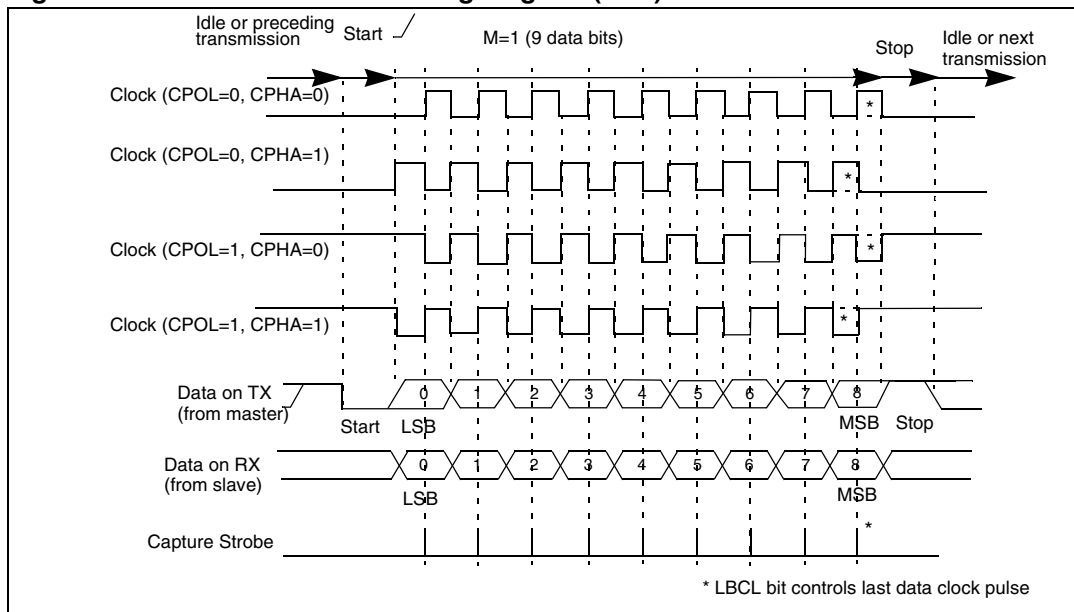 Idle or preceding
transmission
Start
M=1 (9 data bits)
Stop
Idle or next
transmission
Clock (CPOL=0, CPHA=0)
*
Clock (CPOL=0, CPHA=1)
*
Clock (CPOL=1, CPHA=0)
*
Clock (CPOL=1, CPHA=1)
*
Data on TX
(from master)
0 1 2 3 4 5 6 7 8
Start LSB MSB Stop
Data on RX
(from slave)
0 1 2 3 4 5 6 7 8
LSB MSB
Capture Strobe
*
* LBCL bit controls last data clock pulse